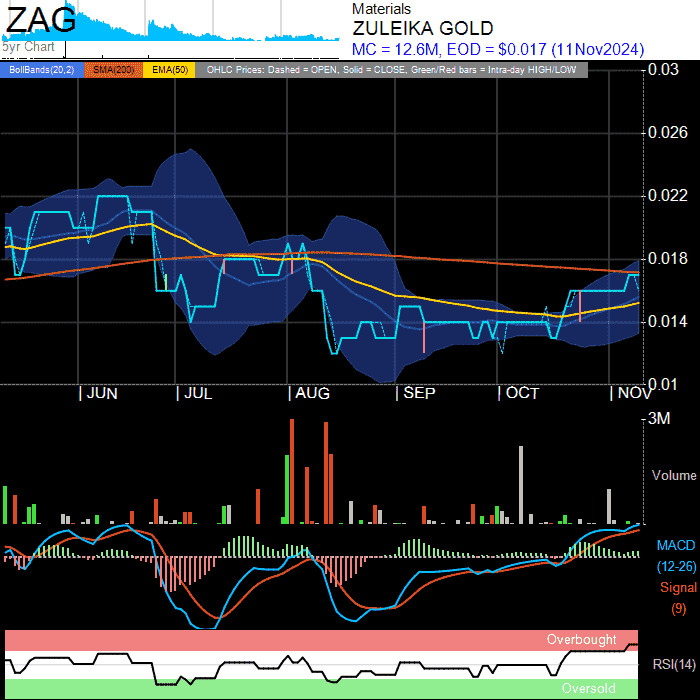 ZAG
5yr Chart
Materials
ZULEIKA GOLD
MC = 12.6M, EOD = $0.017 (11Nov2024)
BollBands(20,2) SMA(200) EMA(50) OHLC Prices: Dashed = OPEN, Solid = CLOSE, Green/Red bars = Intra-day HIGH/LOW
0.03
0.026
0.022
0.018
0.014
0.01
JUN JUL AUG SEP OCT NOV
3M
Volume
MACD
(12-26)
Signal
(9)
Overbought
RSI(14)
Oversold